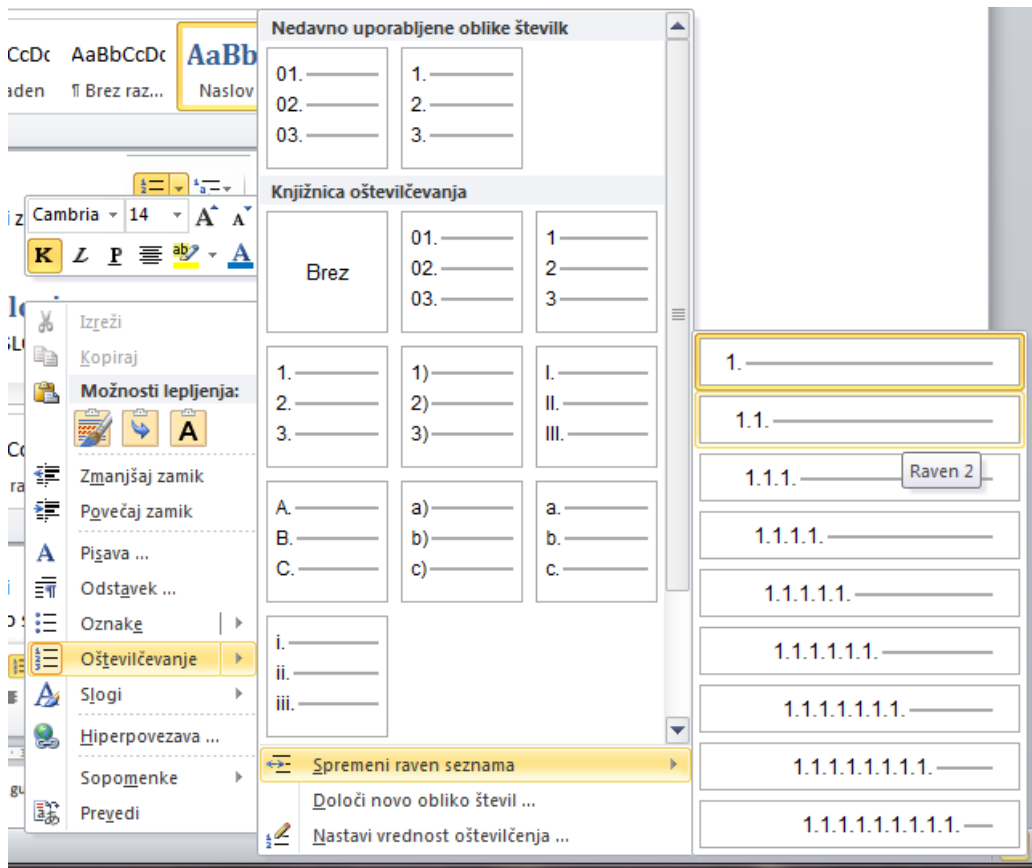 CcDc AaBbCcDc AaBb
aden ¶ Brez raz... Naslov
Cambria 14 A A
K L P A
Izreži
Kopiraj
Možnosti lepljenja:
A
Zmanjšaj zamik
Povečaj zamik
A Pisava ...
Odstavek ...
Oznake
Oštevilčevanje
Slogi
Hiperpovezava ...
Sopomenke
Prevedi
Nedavno uporabljene oblike številk
01. 1.
02. 2.
03. 3.
Knjižnica oštevilčevanja
Brez
01. 1
02. 2
03. 3
1. 1) I.
2. 2) II.
3. 3) III.
A. a) a.
B. b) b.
C. c) c.
i.
ii.
iii.
Spremeni raven seznama
Določi novo obliko števil ...
Nastavi vrednost oštevilčenja ...
1.
1.1.
1.1.1.
Raven 2
1.1.1.1.
1.1.1.1.1.
1.1.1.1.1.1.
1.1.1.1.1.1.1.
1.1.1.1.1.1.1.1.
1.1.1.1.1.1.1.1.1.